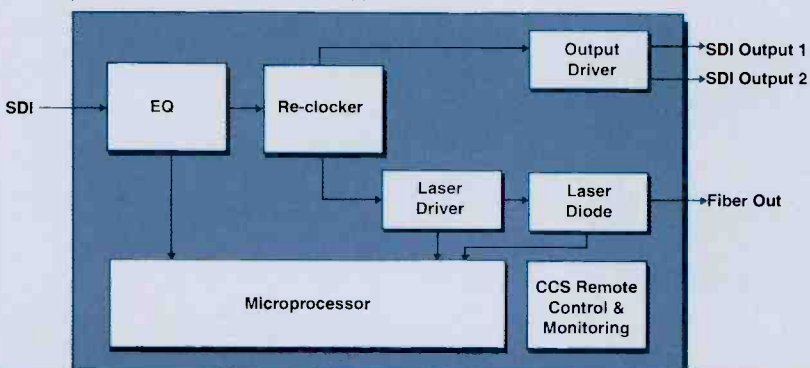 Output
Driver
SDI Output 1
SDI Output 2
SDI
EQ
Re-clocker
Laser
Driver
Laser
Diode
Fiber Out
Microprocessor
CCS Remote
Control &
Monitoring